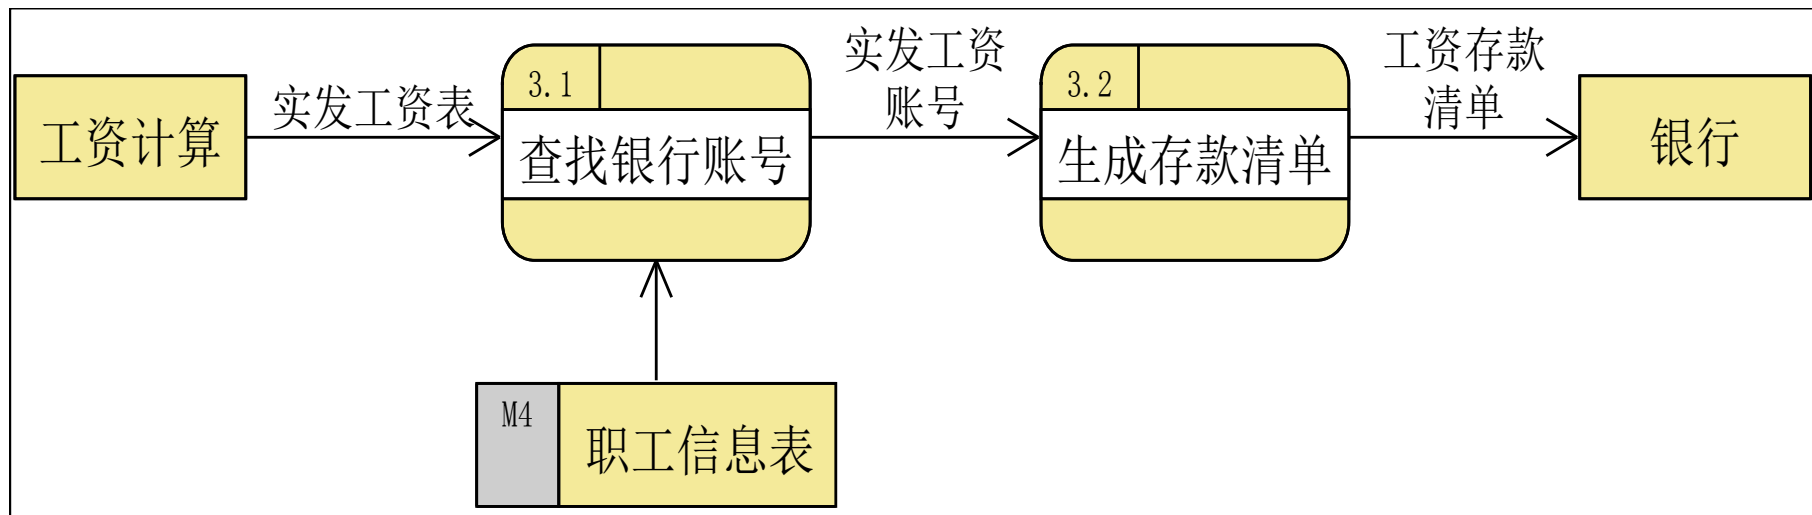 工资计算
实发工资表
3.1
查找银行账号
实发工资
账号
3.2
生成存款清单
工资存款
清单
银行
M4
职工信息表